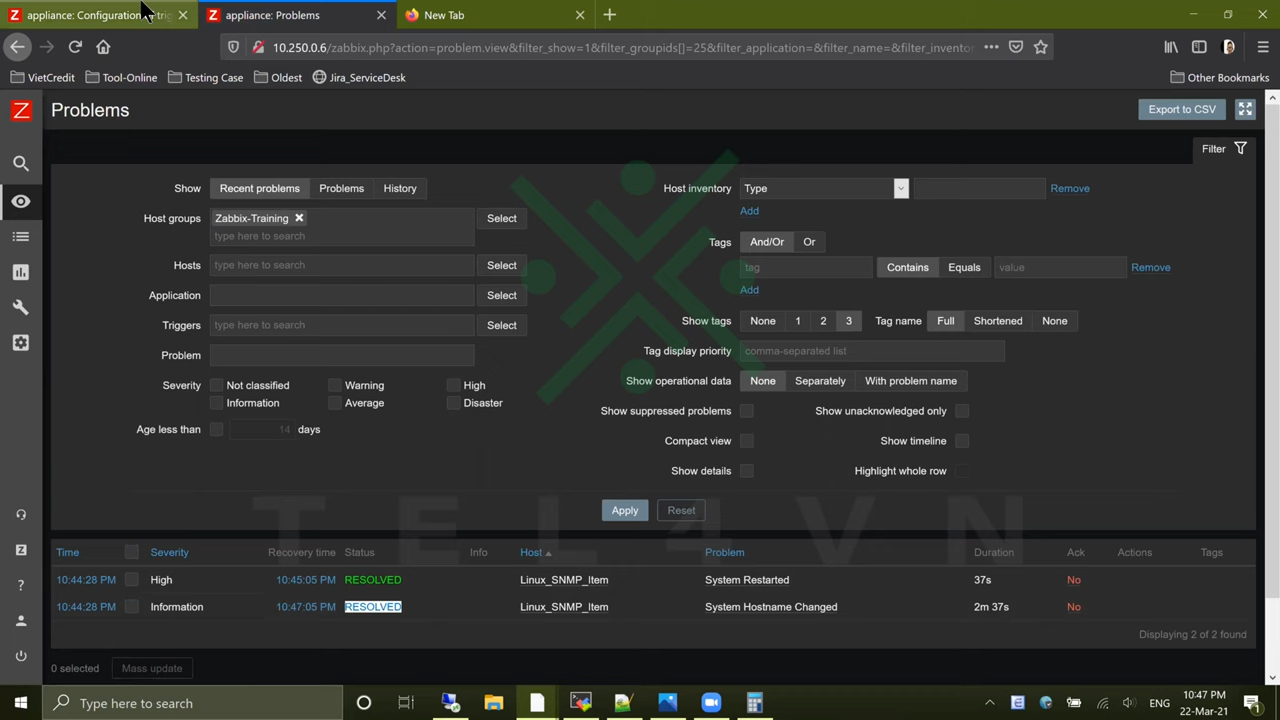 Z appliance: Configuration of trig
Z appliance: Problems
New Tab
10.250.0.6/zabbix.php?action=problem.view&filter_show=1&filter_groupids[]=25&filter_application=&filter_name=&filter_inventor
VietCredit Tool-Online Testing Case Oldest Jira_ServiceDesk Other Bookmarks
Z Problems Export to CSV
Filter
Show Recent problems Problems History
Host groups Zabbix-Training Select
type here to search
Hosts type here to search Select
Application Select
Triggers type here to search Select
Problem
Severity Not classified Warning High
Information Average Disaster
Age less than 14 days
Host inventory Type Remove
Add
Tags And/Or Or
tag Contains Equals value Remove
Add
Show tags None 1 2 3 Tag name Full Shortened None
Tag display priority comma-separated list
Show operational data None Separately With problem name
Show suppressed problems Show unacknowledged only
Compact view Show timeline
Show details Highlight whole row
Apply Reset
TEL4VN
Time Severity Recovery time Status Info Host Problem Duration Ack Actions Tags
10:44:28 PM High 10:45:05 PM RESOLVED Linux_SNMP_Item System Restarted 37s No
10:44:28 PM Information 10:47:05 PM RESOLVED Linux_SNMP_Item System Hostname Changed 2m 37s No
Displaying 2 of 2 found
0 selected Mass update
Type here to search
ENG
10:47 PM
22-Mar-21